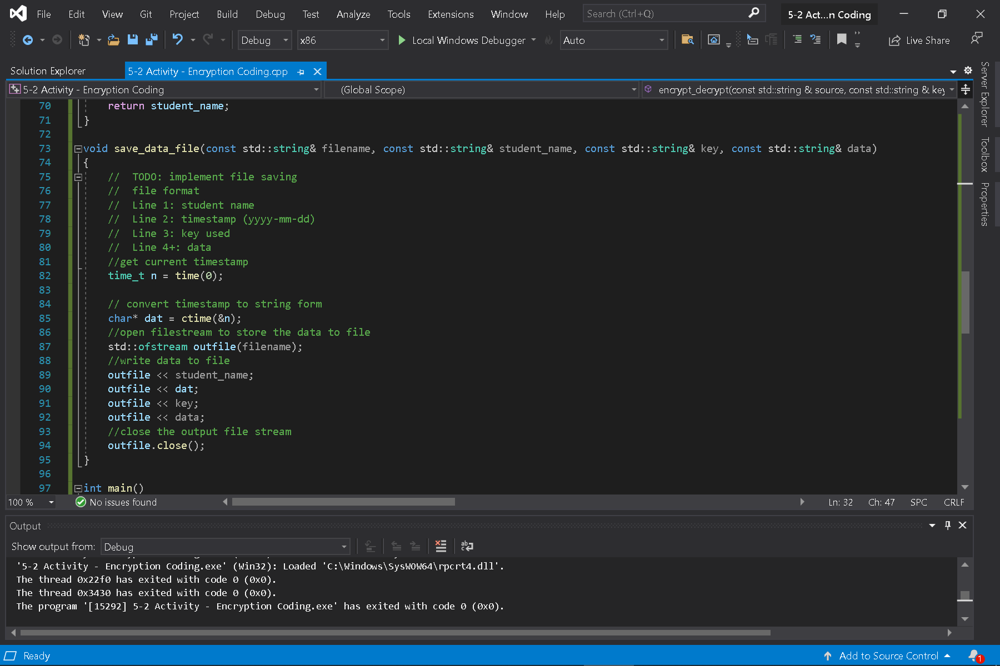 File Edit View Git Project Build Debug Test Analyze Tools Extensions Window Help Search (Ctrl+Q) 5-2 Act...n Coding
Debug x86 Local Windows Debugger Auto Live Share
Solution Explorer 5-2 Activity - Encryption Coding.cpp
5-2 Activity - Encryption Coding (Global Scope) encrypt_decrypt(const std::string & source, const std::string & key
70 return student_name;
71 }
72
73 void save_data_file(const std::string& filename, const std::string& student_name, const std::string& key, const std::string& data)
74 {
75 // TODO: implement file saving
76 // file format
77 // Line 1: student name
78 // Line 2: timestamp (yyyy-mm-dd)
79 // Line 3: key used
80 // Line 4+: data
81 //get current timestamp
82 time_t n = time(0);
83
84 // convert timestamp to string form
85 char* dat = ctime(&n);
86 //open filestream to store the data to file
87 std::ofstream outfile(filename);
88 //write data to file
89 outfile << student_name;
90 outfile << dat;
91 outfile << key;
92 outfile << data;
93 //close the output file stream
94 outfile.close();
95 }
96
97 int main()
100 % No issues found Ln: 32 Ch: 47 SPC CRLF
Server Explorer
Toolbox
Properties
Output
Show output from: Debug
'5-2 Activity - Encryption Coding.exe' (Win32): Loaded 'C:\Windows\SysWOW64\rpcrt4.dll'.
The thread 0x22f0 has exited with code 0 (0x0).
The thread 0x3430 has exited with code 0 (0x0).
The program '[15292] 5-2 Activity - Encryption Coding.exe' has exited with code 0 (0x0).
Ready Add to Source Control 1